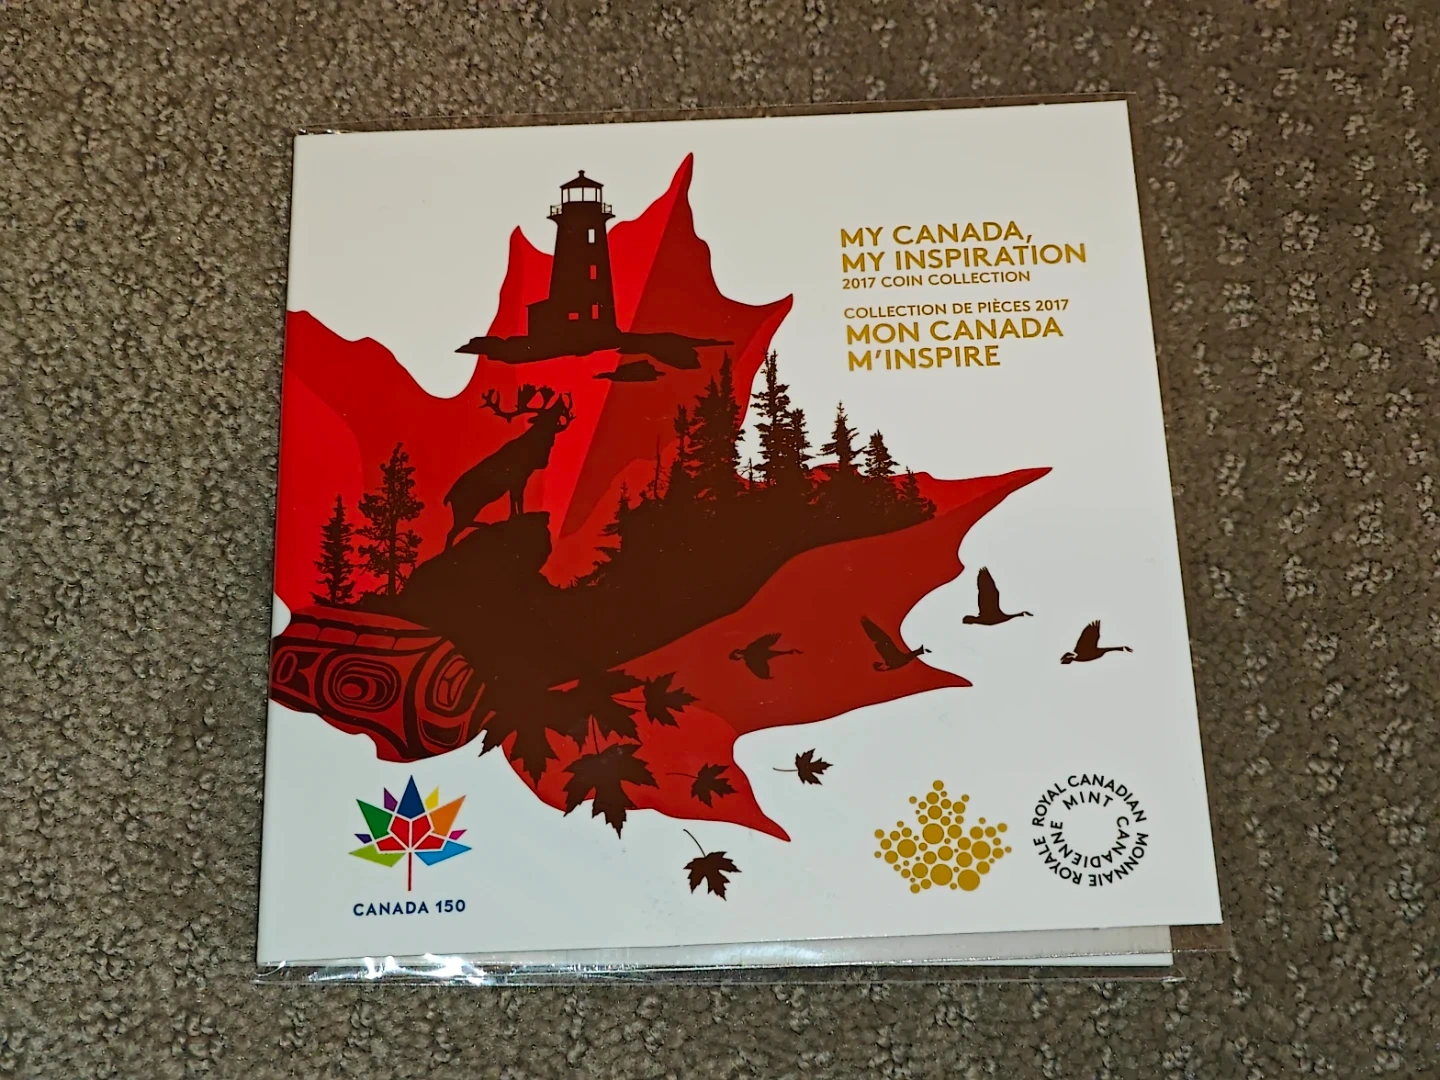 MY CANADA,
MY INSPIRATION
2017 COIN COLLECTION
COLLECTION DE PIÈCES 2017
MON CANADA
M'INSPIRE
CANADA 150
ROYAL CANADIAN
MINT
MONNAIE ROYALE
CANADIENNE